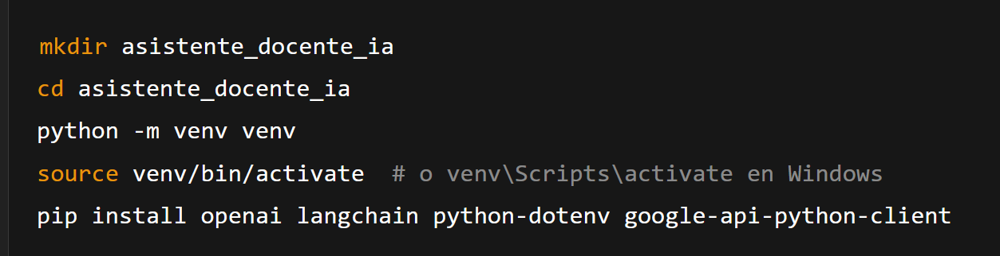 mkdir asistente_docente_ia
cd asistente_docente_ia
python -m venv venv
source venv/bin/activate  # o venv\Scripts\activate en Windows
pip install openai langchain python-dotenv google-api-python-client